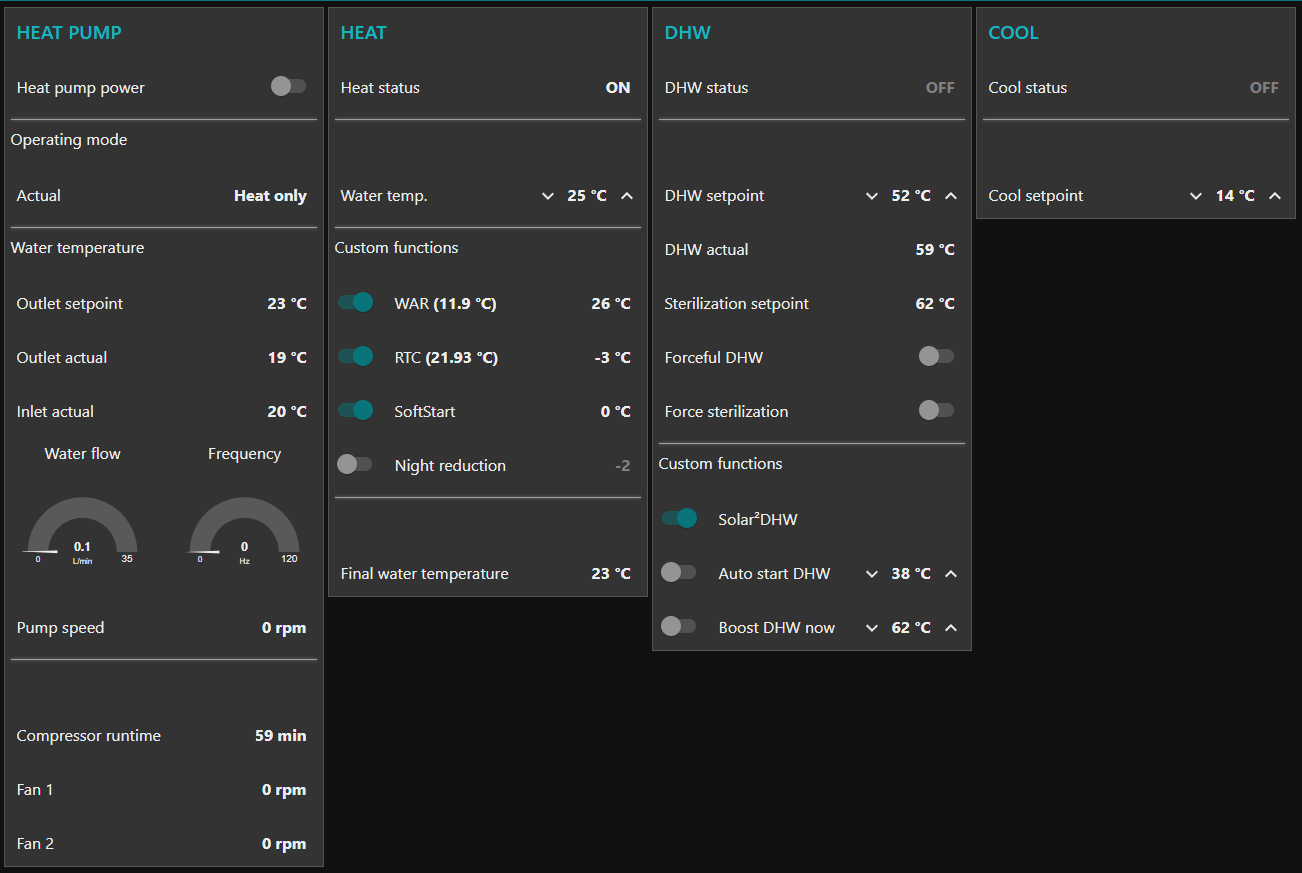 HEAT PUMP
Heat pump power
Operating mode
Actual Heat only
Water temperature
Outlet setpoint 23 °C
Outlet actual 19 °C
Inlet actual 20 °C
Water flow Frequency
0.1 0
0 L/min 35 0 Hz 120
Pump speed 0 rpm
Compressor runtime 59 min
Fan 1 0 rpm
Fan 2 0 rpm
HEAT
Heat status ON
Water temp. 25 °C
Custom functions
WAR (11.9 °C) 26 °C
RTC (21.93 °C) -3 °C
SoftStart 0 °C
Night reduction -2
Final water temperature 23 °C
DHW
DHW status OFF
DHW setpoint 52 °C
DHW actual 59 °C
Sterilization setpoint 62 °C
Forceful DHW
Force sterilization
Custom functions
Solar²DHW
Auto start DHW 38 °C
Boost DHW now 62 °C
COOL
Cool status OFF
Cool setpoint 14 °C